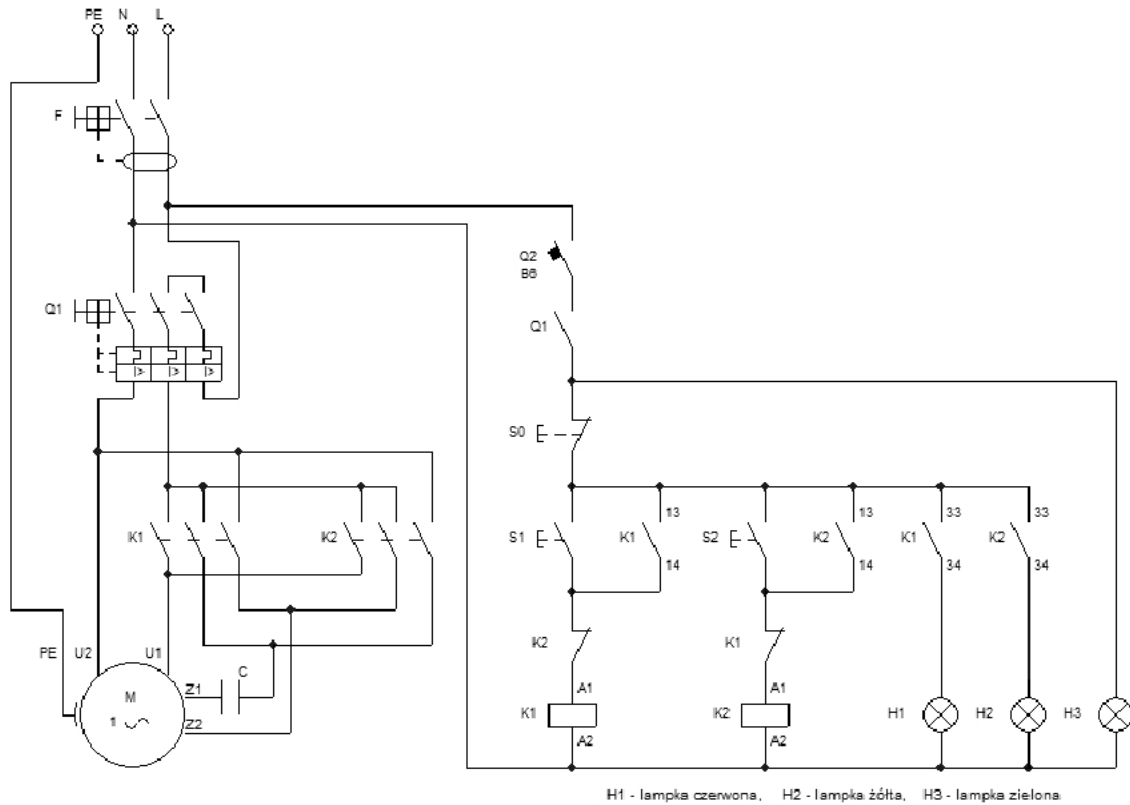 PE N L
F
Q2
B6
Q1
Q1
I> I> I>
S0
13 13 33 33
K1 K2 S1 K1 S2 K2 K1 K2
14 14 34 34
K2 K1
PE U2 U1 C
Z1
A1 A1
M
1
Z2
K1 K2 H1 H2 H3
A2 A2
H1 - lampka czerwona, H2 - lampka żółta, H3 - lampka zielona